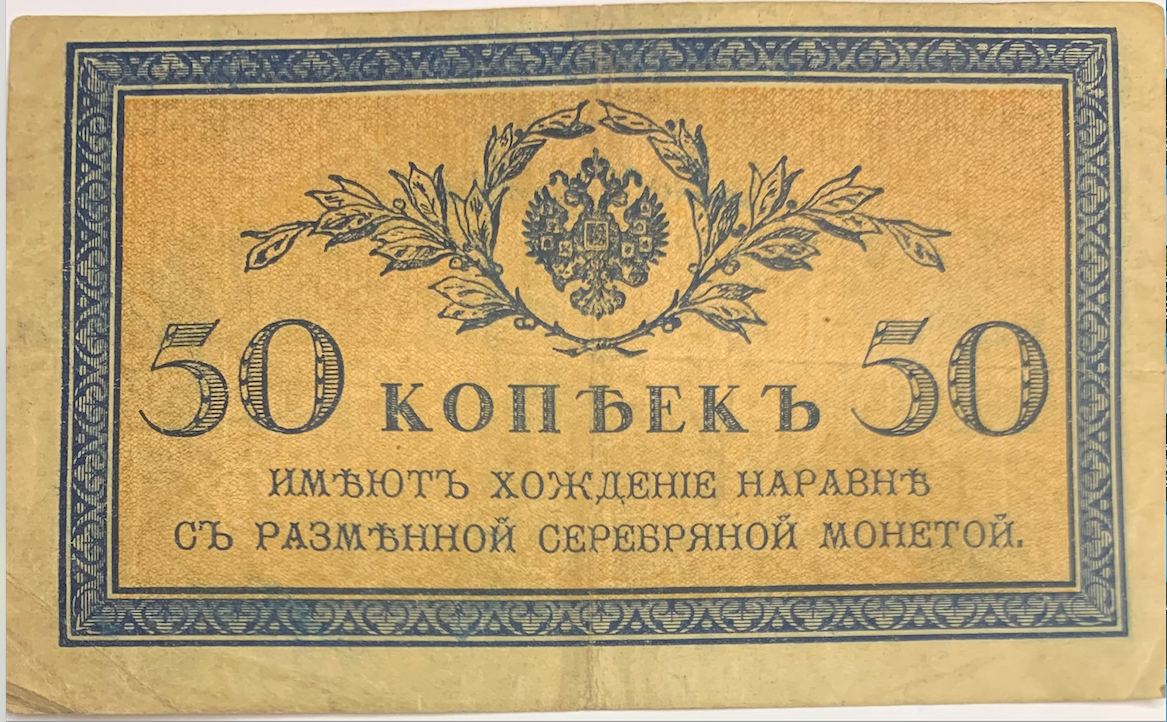 50 КОПѢЕКЪ 50
ИМѢЮТЪ ХОЖДЕНІЕ НАРАВНѢ
СЪ РАЗМѢННОЙ СЕРЕБРЯНОЙ МОНЕТОЙ.